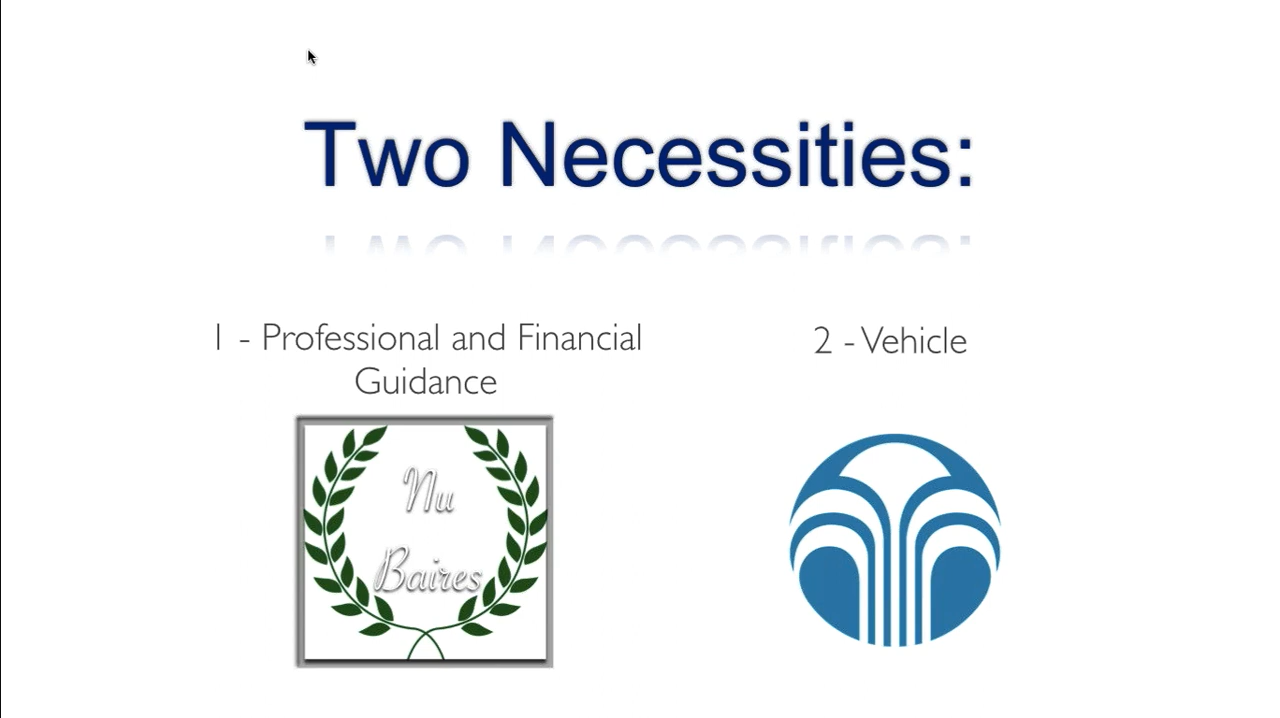 Two Necessities:
1 - Professional and Financial
Guidance
2 - Vehicle
Nu
Baires